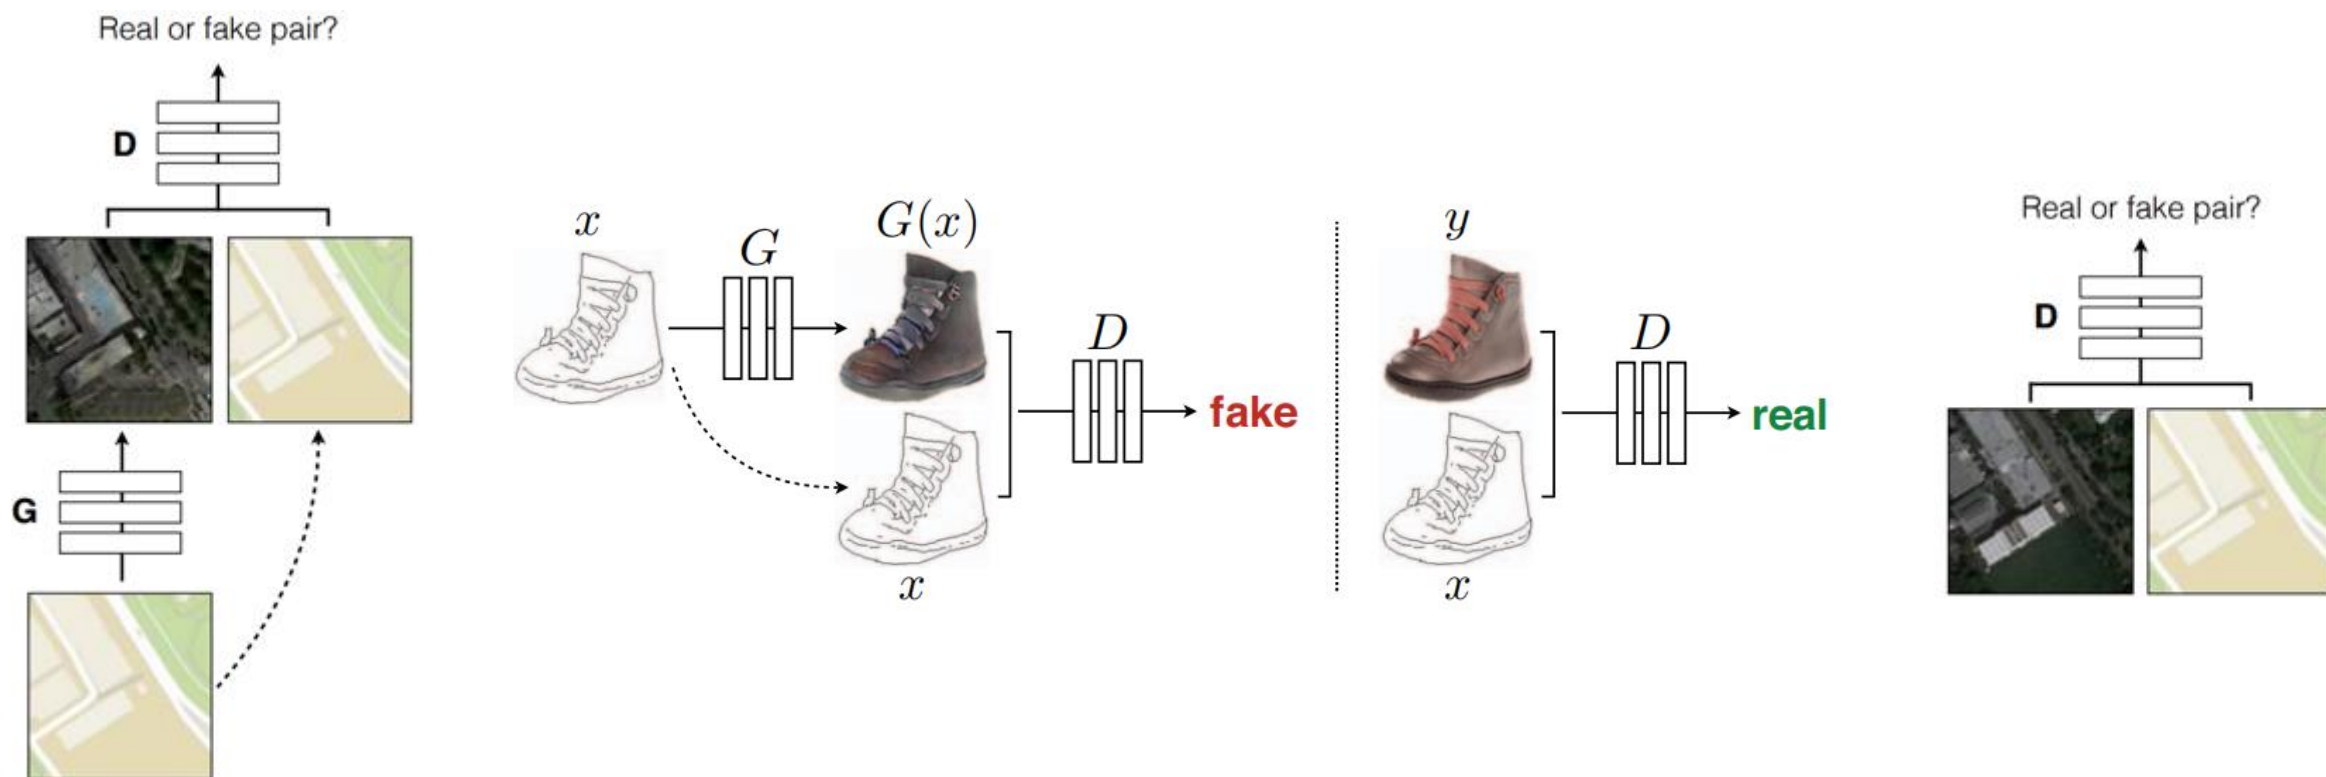 Real or fake pair?
D
G
x
G
G(x)
D
fake
x
y
D
real
x
Real or fake pair?
D